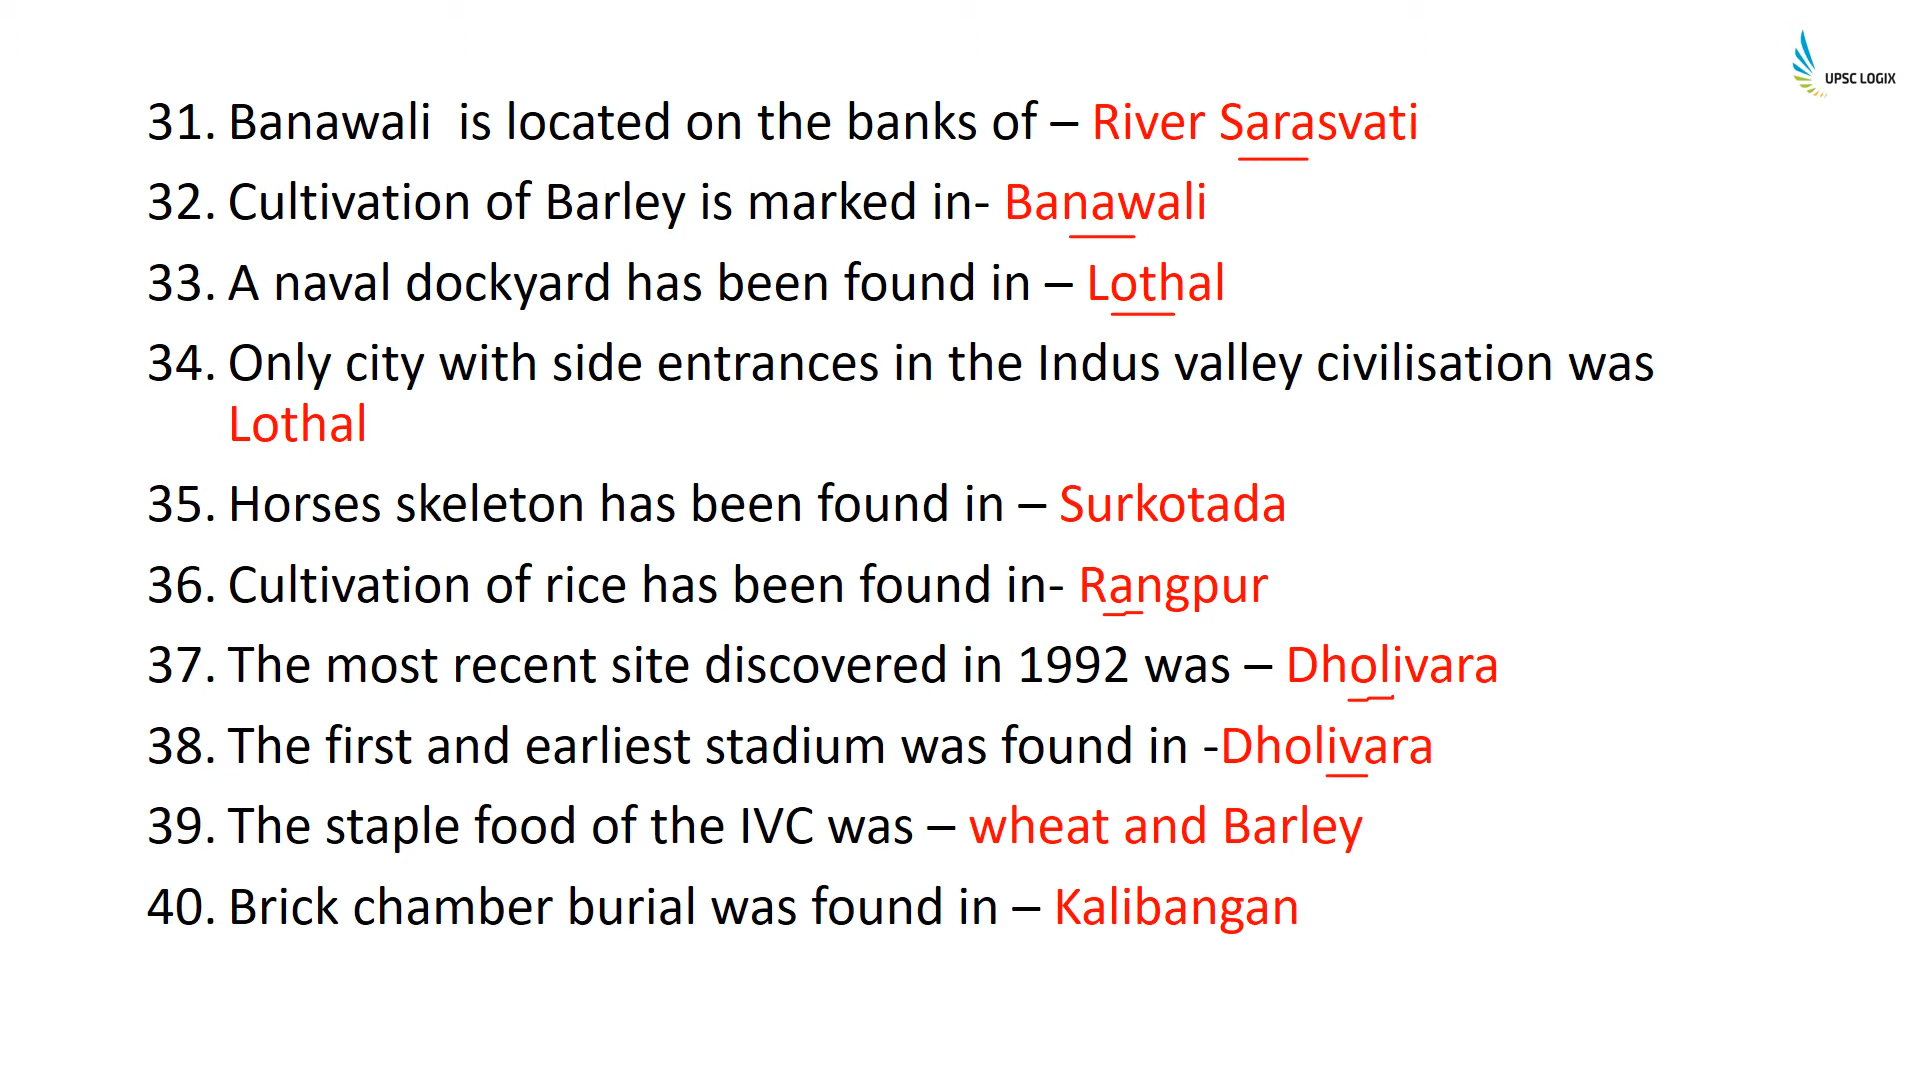 UPSC LOGIX
31. Banawali  is located on the banks of – River Sarasvati
32. Cultivation of Barley is marked in- Banawali
33. A naval dockyard has been found in – Lothal
34. Only city with side entrances in the Indus valley civilisation was
Lothal
35. Horses skeleton has been found in – Surkotada
36. Cultivation of rice has been found in- Rangpur
37. The most recent site discovered in 1992 was – Dholivara
38. The first and earliest stadium was found in -Dholivara
39. The staple food of the IVC was – wheat and Barley
40. Brick chamber burial was found in – Kalibangan